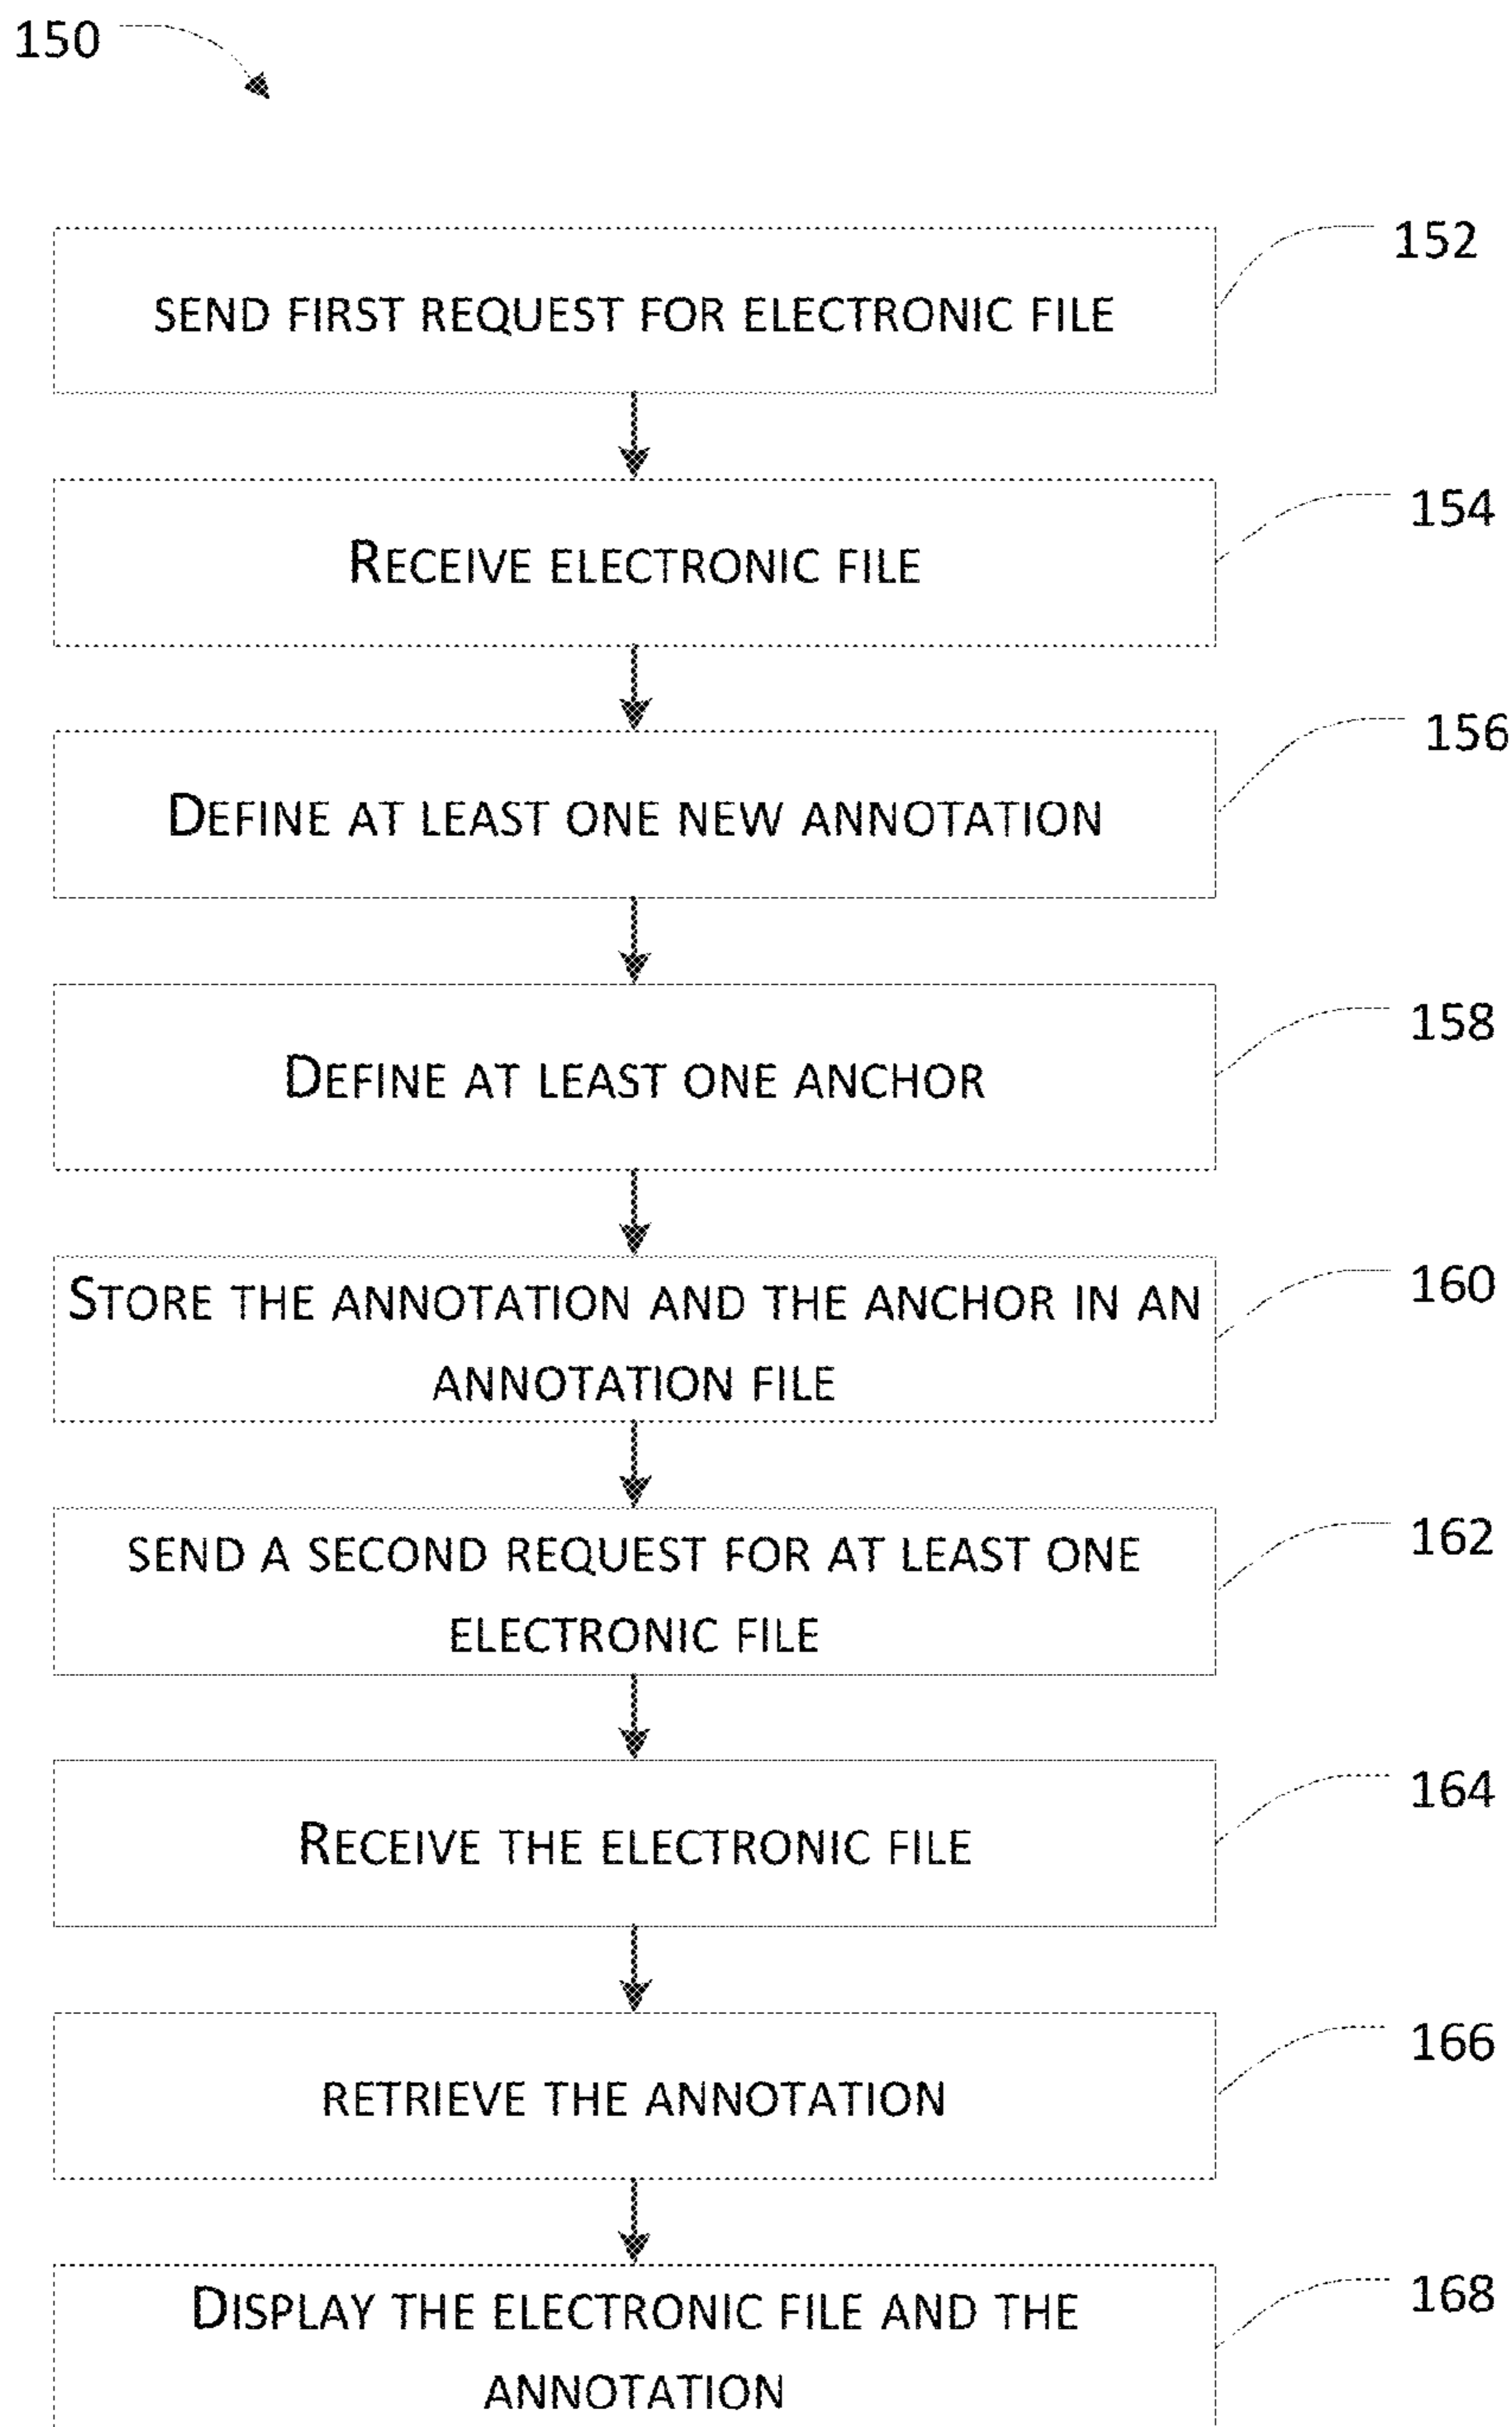 150
152
SEND FIRST REQUEST FOR ELECTRONIC FILE
154
RECEIVE ELECTRONIC FILE
156
DEFINE AT LEAST ONE NEW ANNOTATION
158
DEFINE AT LEAST ONE ANCHOR
160
STORE THE ANNOTATION AND THE ANCHOR IN AN
ANNOTATION FILE
162
SEND A SECOND REQUEST FOR AT LEAST ONE
ELECTRONIC FILE
164
RECEIVE THE ELECTRONIC FILE
166
RETRIEVE THE ANNOTATION
168
DISPLAY THE ELECTRONIC FILE AND THE
ANNOTATION